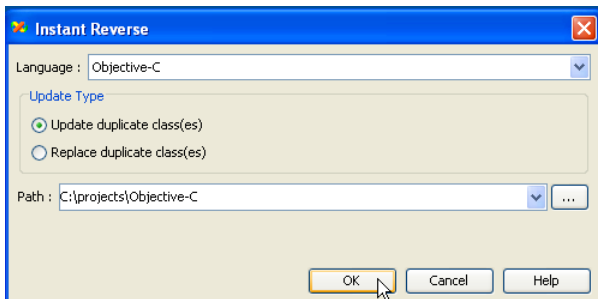 Instant Reverse
Language : Objective-C
Update Type
Update duplicate class(es)
Replace duplicate class(es)
Path : C:\projects\Objective-C ...
OK Cancel Help